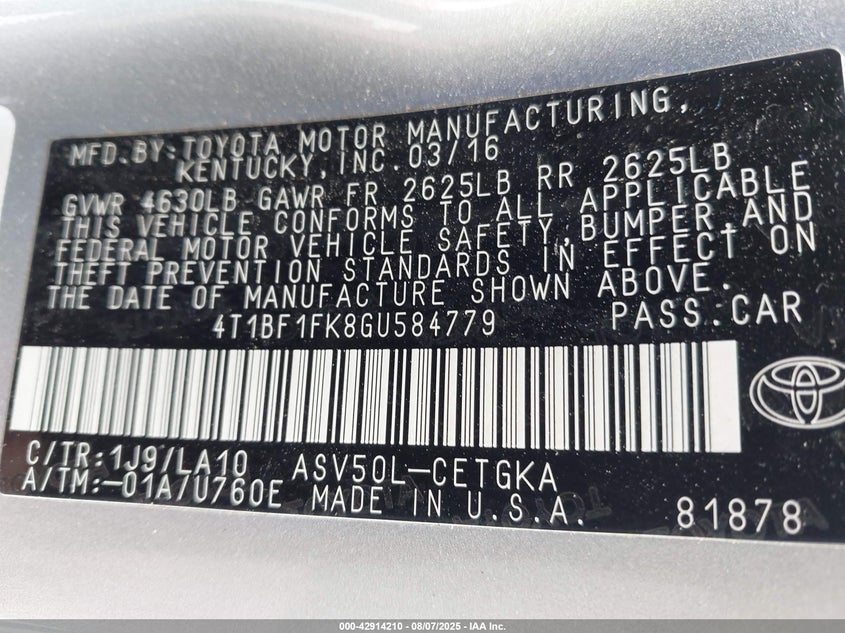 MFD.BY:TOYOTA MOTOR MANUFACTURING,
KENTUCKY,INC.03/16
GVWR 4630LB GAWR FR 2625LB RR 2625LB
THIS VEHICLE CONFORMS TO ALL APPLICABLE
FEDERAL MOTOR VEHICLE SAFETY,BUMPER,AND
THEFT PREVENTION STANDARDS IN EFFECT ON
THE DATE OF MANUFACTURE SHOWN ABOVE.
4T1BF1FK8GU584779 PASS.CAR
C/TR:1J9/LA10 ASV50L-CETGKA
A/TM:-01A/U760E MADE IN U.S.A. 81878
000-42914210 - 08/07/2025 - IAA Inc.